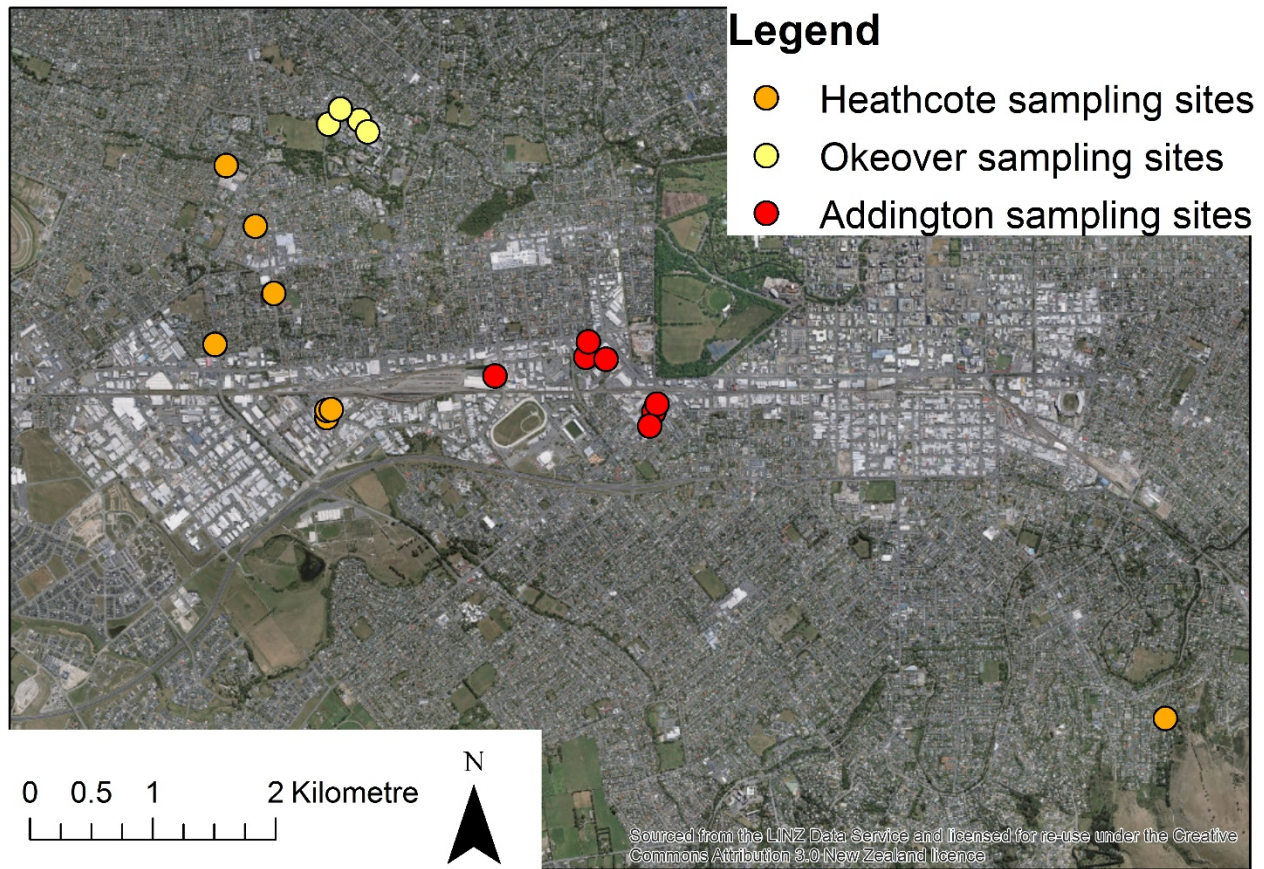 Legend
Heathcote sampling sites
Okeover sampling sites
Addington sampling sites
0 0.5 1 2 Kilometre
N
Sourced from the LINZ Data Service and licensed for re-use under the Creative
Commons Attribution 3.0 New Zealand licence